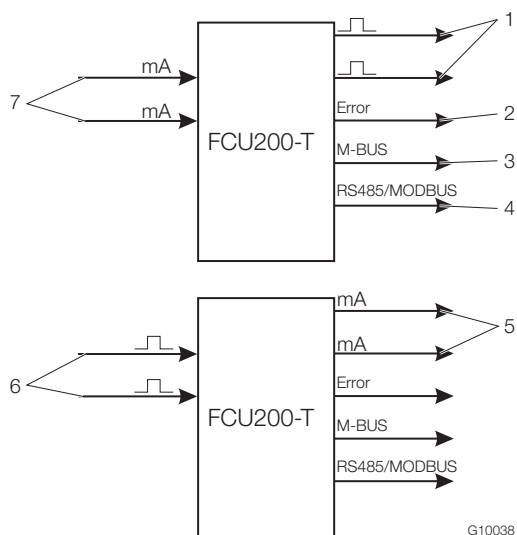 1
mA
7
mA
Error
2
FCU200-T
M-BUS
3
RS485/MODBUS
4
mA
5
mA
6
Error
FCU200-T
M-BUS
RS485/MODBUS
G10038